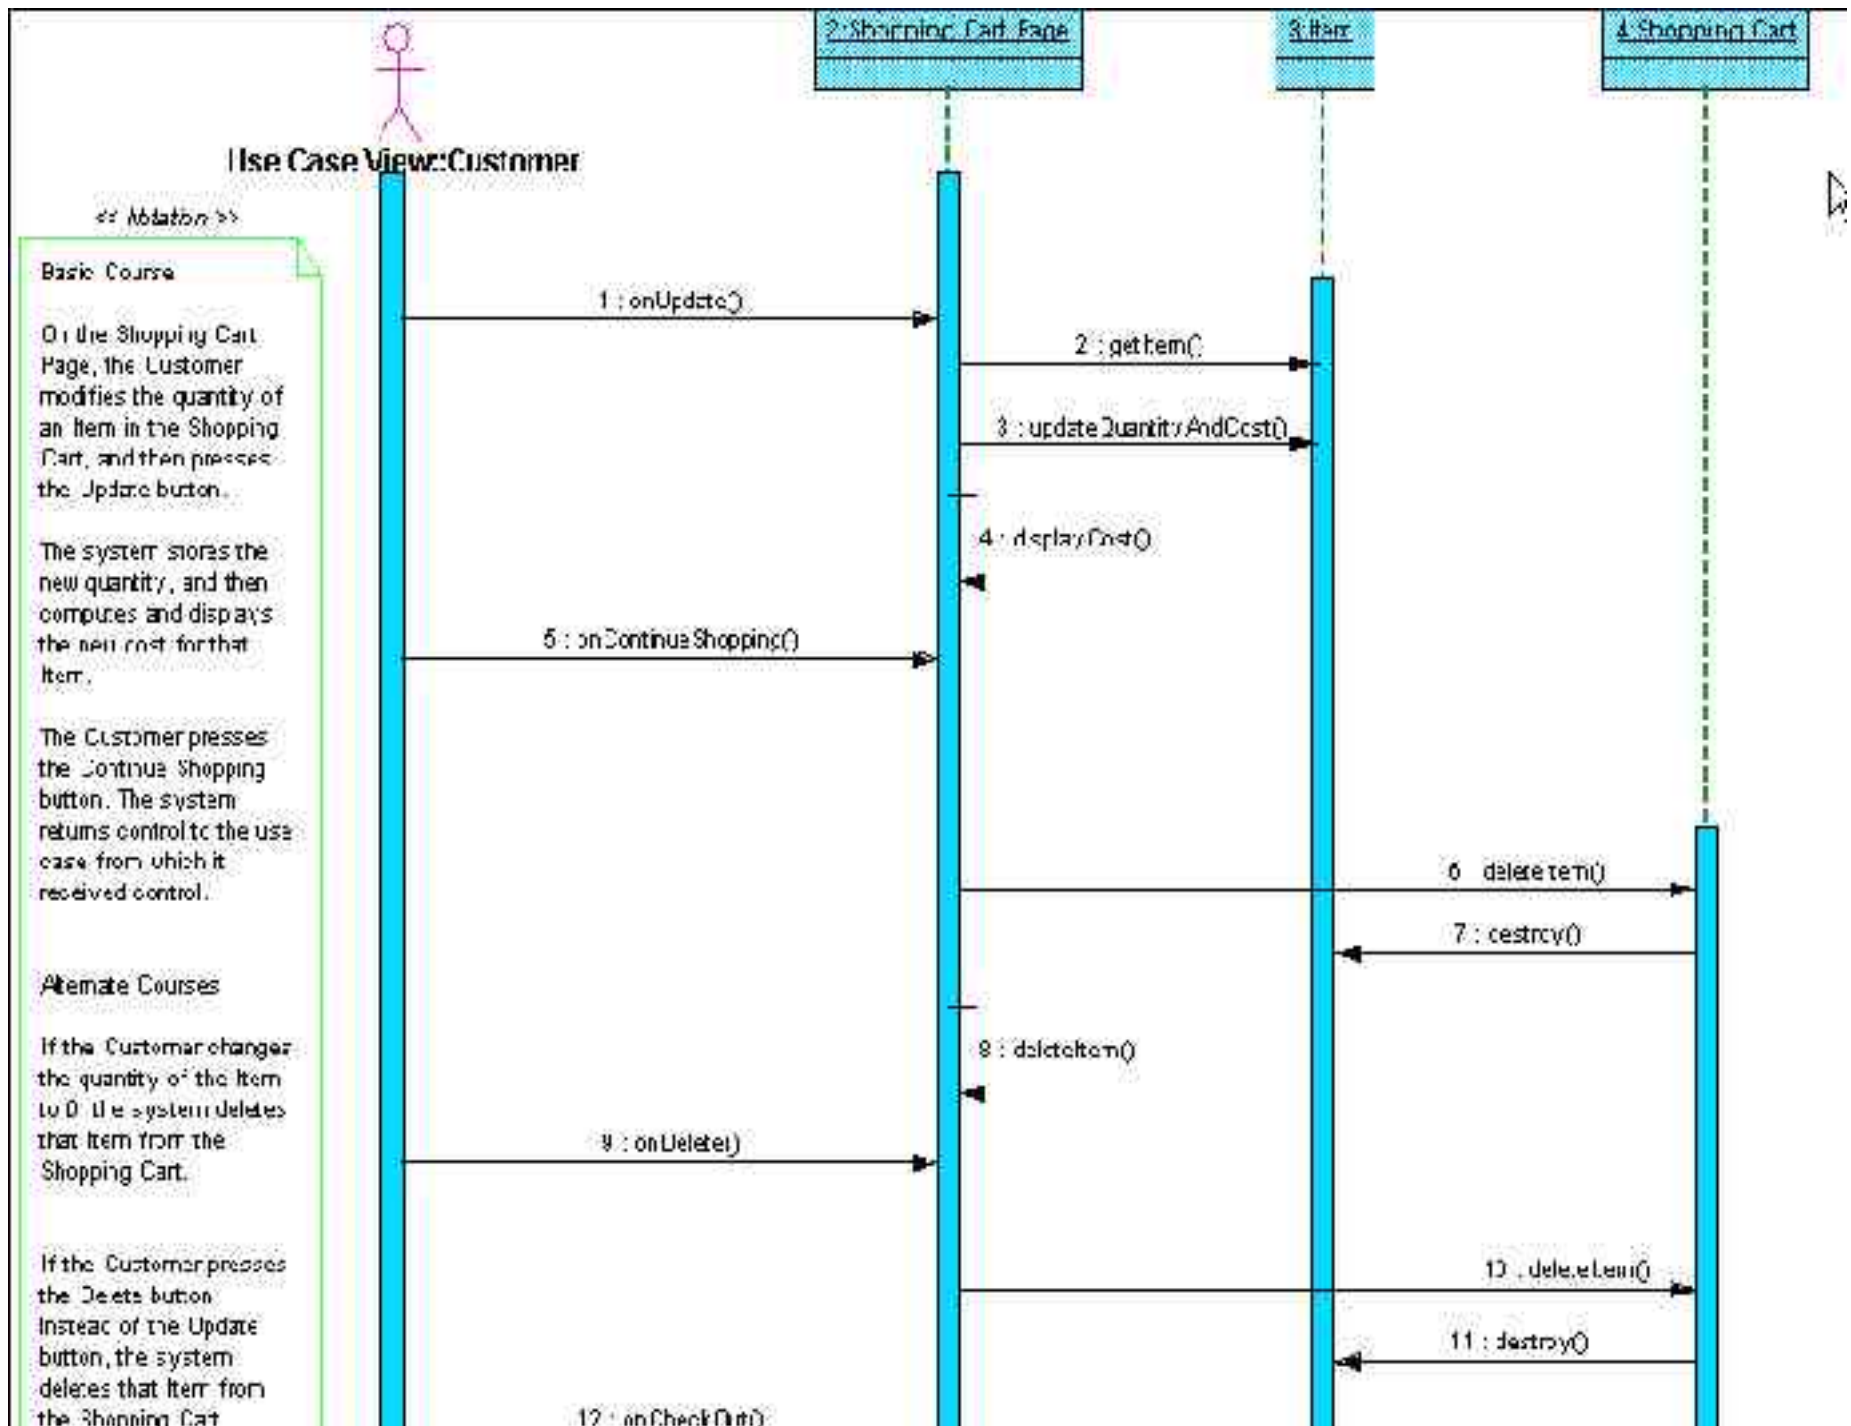 2:Shopping Cart Page
3:Item
4:Shopping Cart
Use Case View::Customer
<< Notation >>
Basic Course
On the Shopping Cart
Page, the Customer
modifies the quantity of
an Item in the Shopping
Cart, and then presses
the Update button.
The system stores the
new quantity, and then
computes and displays
the new cost for that
Item.
The Customer presses
the Continue Shopping
button. The system
returns control to the use
case from which it
received control.
Alternate Courses
If the Customer changes
the quantity of the Item
to 0, the system deletes
that Item from the
Shopping Cart.
If the Customer presses
the Delete button
instead of the Update
button, the system
deletes that Item from
the Shopping Cart
1 : onUpdate()
2 : getItem()
3 : updateQuantityAndCost()
4 : displayCost()
5 : onContinueShopping()
6 : deleteItem()
7 : destroy()
8 : deleteItem()
9 : onDelete()
10 : deleteItem()
11 : destroy()
12 : onCheckOut()